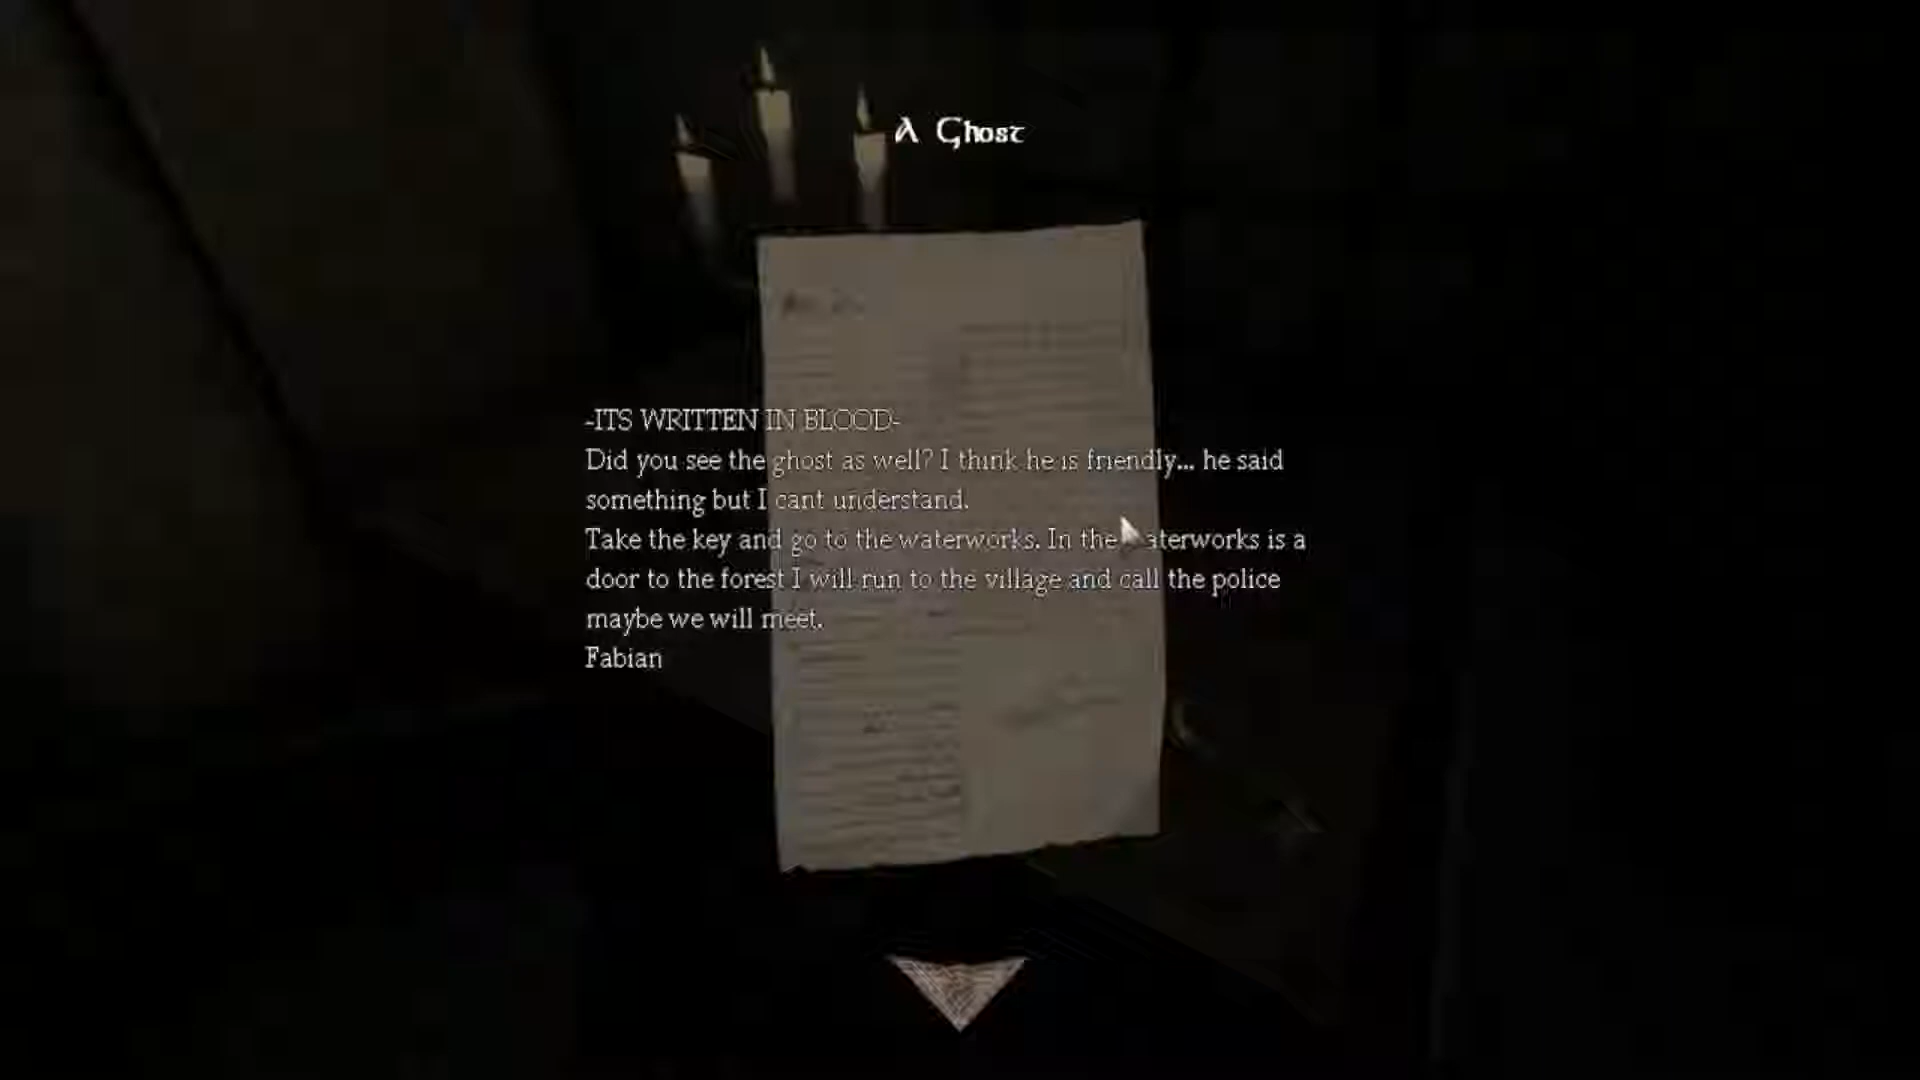 A Ghost
-ITS WRITTEN IN BLOOD-
Did you see the ghost as well? I think he is friendly... he said
something but I cant understand.
Take the key and go to the waterworks. In the waterworks is a
door to the forest I will run to the village and call the police
maybe we will meet.
Fabian